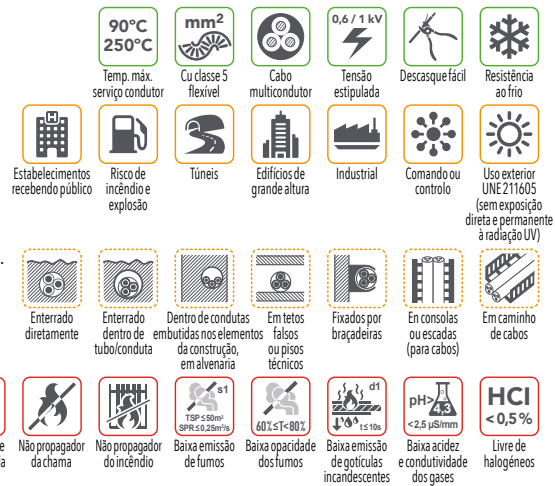 90°C
250°C
Temp. máx.
serviço condutor
mm²
Cu classe 5
flexível
Cabo
multicondutor
0,6 / 1 kV
Tensão
estipulada
Descasque fácil
Resistência
ao frio
H
Estabelecimentos
recebendo público
Risco de
incêndio e
explosão
Túneis
Edifícios de
grande altura
Industrial
Comando ou
controlo
Uso exterior
UNE 211605
(sem exposição
direta e permanente
à radiação UV)
Enterrado
diretamente
Enterrado
dentro de
tubo/conduta
Dentro de condutas
embutidas nos elementos
da construção,
em alvenaria
Em tetos
falsos
ou pisos
técnicos
Fixados por
braçadeiras
En consolas
ou escadas
(para cabos)
Em caminho
de cabos
e
da
Não propagador
da chama
Não propagador
do incêndio
s1
TSP ≤ 50m²
SPR ≤ 0,25m²/s
Baixa emissão
de fumos
60%≤T<80%
Baixa opacidade
dos fumos
d1
t ≤ 10s
Baixa emissão
de gotículas
incandescentes
pH>
4,3
<2,5 μS/mm
Baixa acidez
e condutividade
dos gases
HCl
< 0,5 %
Livre de
halogéneos